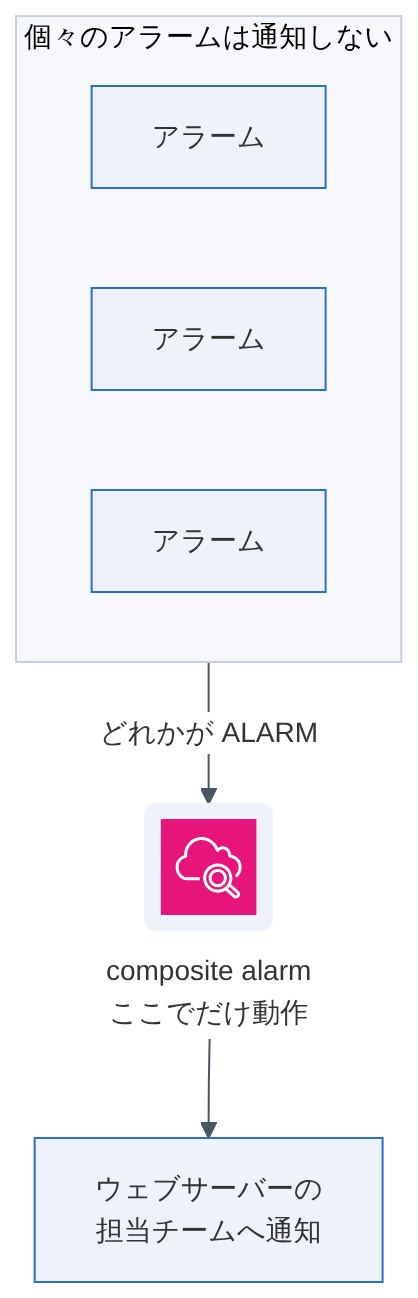 個々のアラームは通知しない
アラーム
アラーム
アラーム
どれかが ALARM
composite alarm
ここでだけ動作
ウェブサーバーの
担当チームへ通知